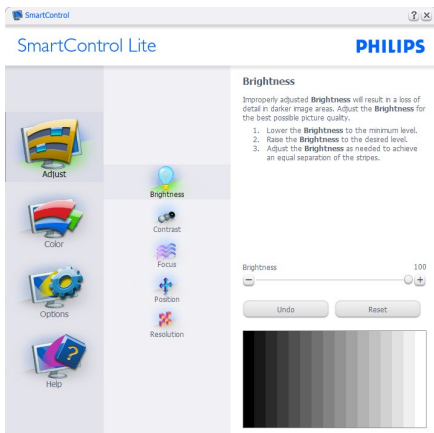 SmartControl
? X
SmartControl Lite
PHILIPS
Adjust
Color
Options
Help
Brightness
Contrast
Focus
Position
Resolution
Brightness
Improperly adjusted Brightness will result in a loss of
detail in darker image areas. Adjust the Brightness for
the best possible picture quality.
1. Lower the Brightness to the minimum level.
2. Raise the Brightness to the desired level.
3. Adjust the Brightness as needed to achieve
an equal separation of the stripes.
Brightness 100
Undo Reset